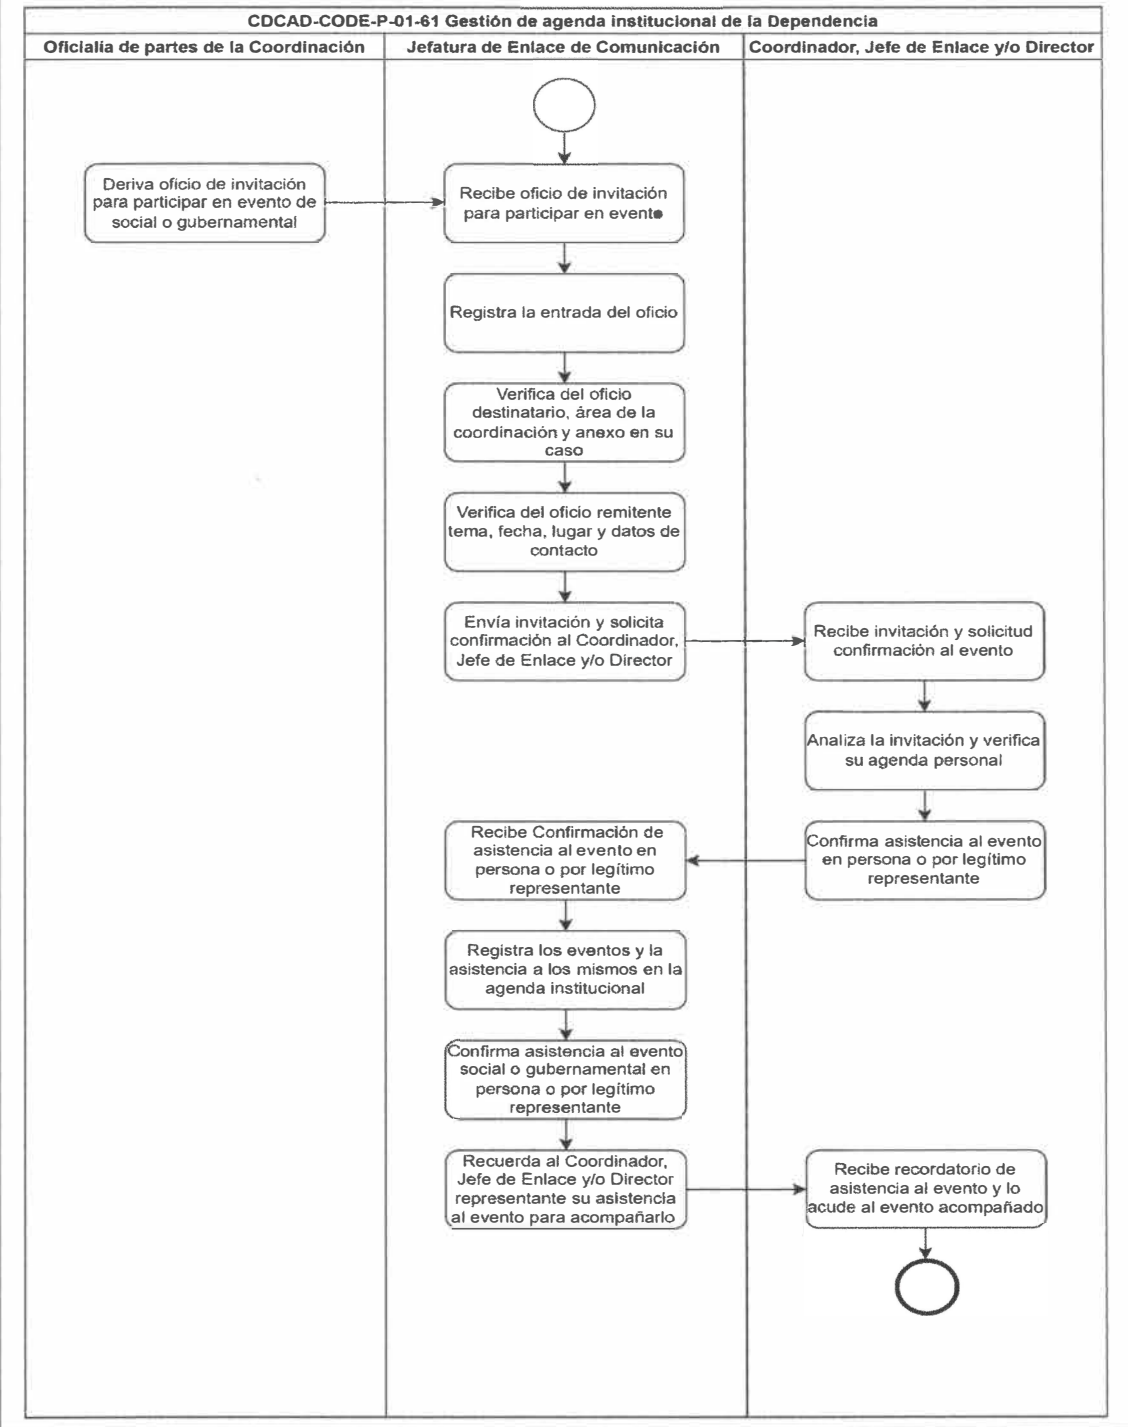 CDCAD-CODE-P-01-61 Gestión de agenda institucional de la Dependencia
Oficialía de partes de la Coordinación
Jefatura de Enlace de Comunicación
Coordinador, Jefe de Enlace y/o Director
Deriva oficio de invitación
para participar en evento de
social o gubernamental
Recibe oficio de invitación
para participar en evento
Registra la entrada del oficio
Verifica del oficio
destinatario, área de la
coordinación y anexo en su
caso
Verifica del oficio remitente
tema, fecha, lugar y datos de
contacto
Envía invitación y solicita
confirmación al Coordinador,
Jefe de Enlace y/o Director
Recibe invitación y solicitud
confirmación al evento
Analiza la invitación y verifica
su agenda personal
Confirma asistencia al evento
en persona o por legítimo
representante
Recibe Confirmación de
asistencia al evento en
persona o por legítimo
representante
Registra los eventos y la
asistencia a los mismos en la
agenda institucional
Confirma asistencia al evento
social o gubernamental en
persona o por legítimo
representante
Recuerda al Coordinador,
Jefe de Enlace y/o Director
representante su asistencia
al evento para acompañarlo
Recibe recordatorio de
asistencia al evento y lo
acude al evento acompañado